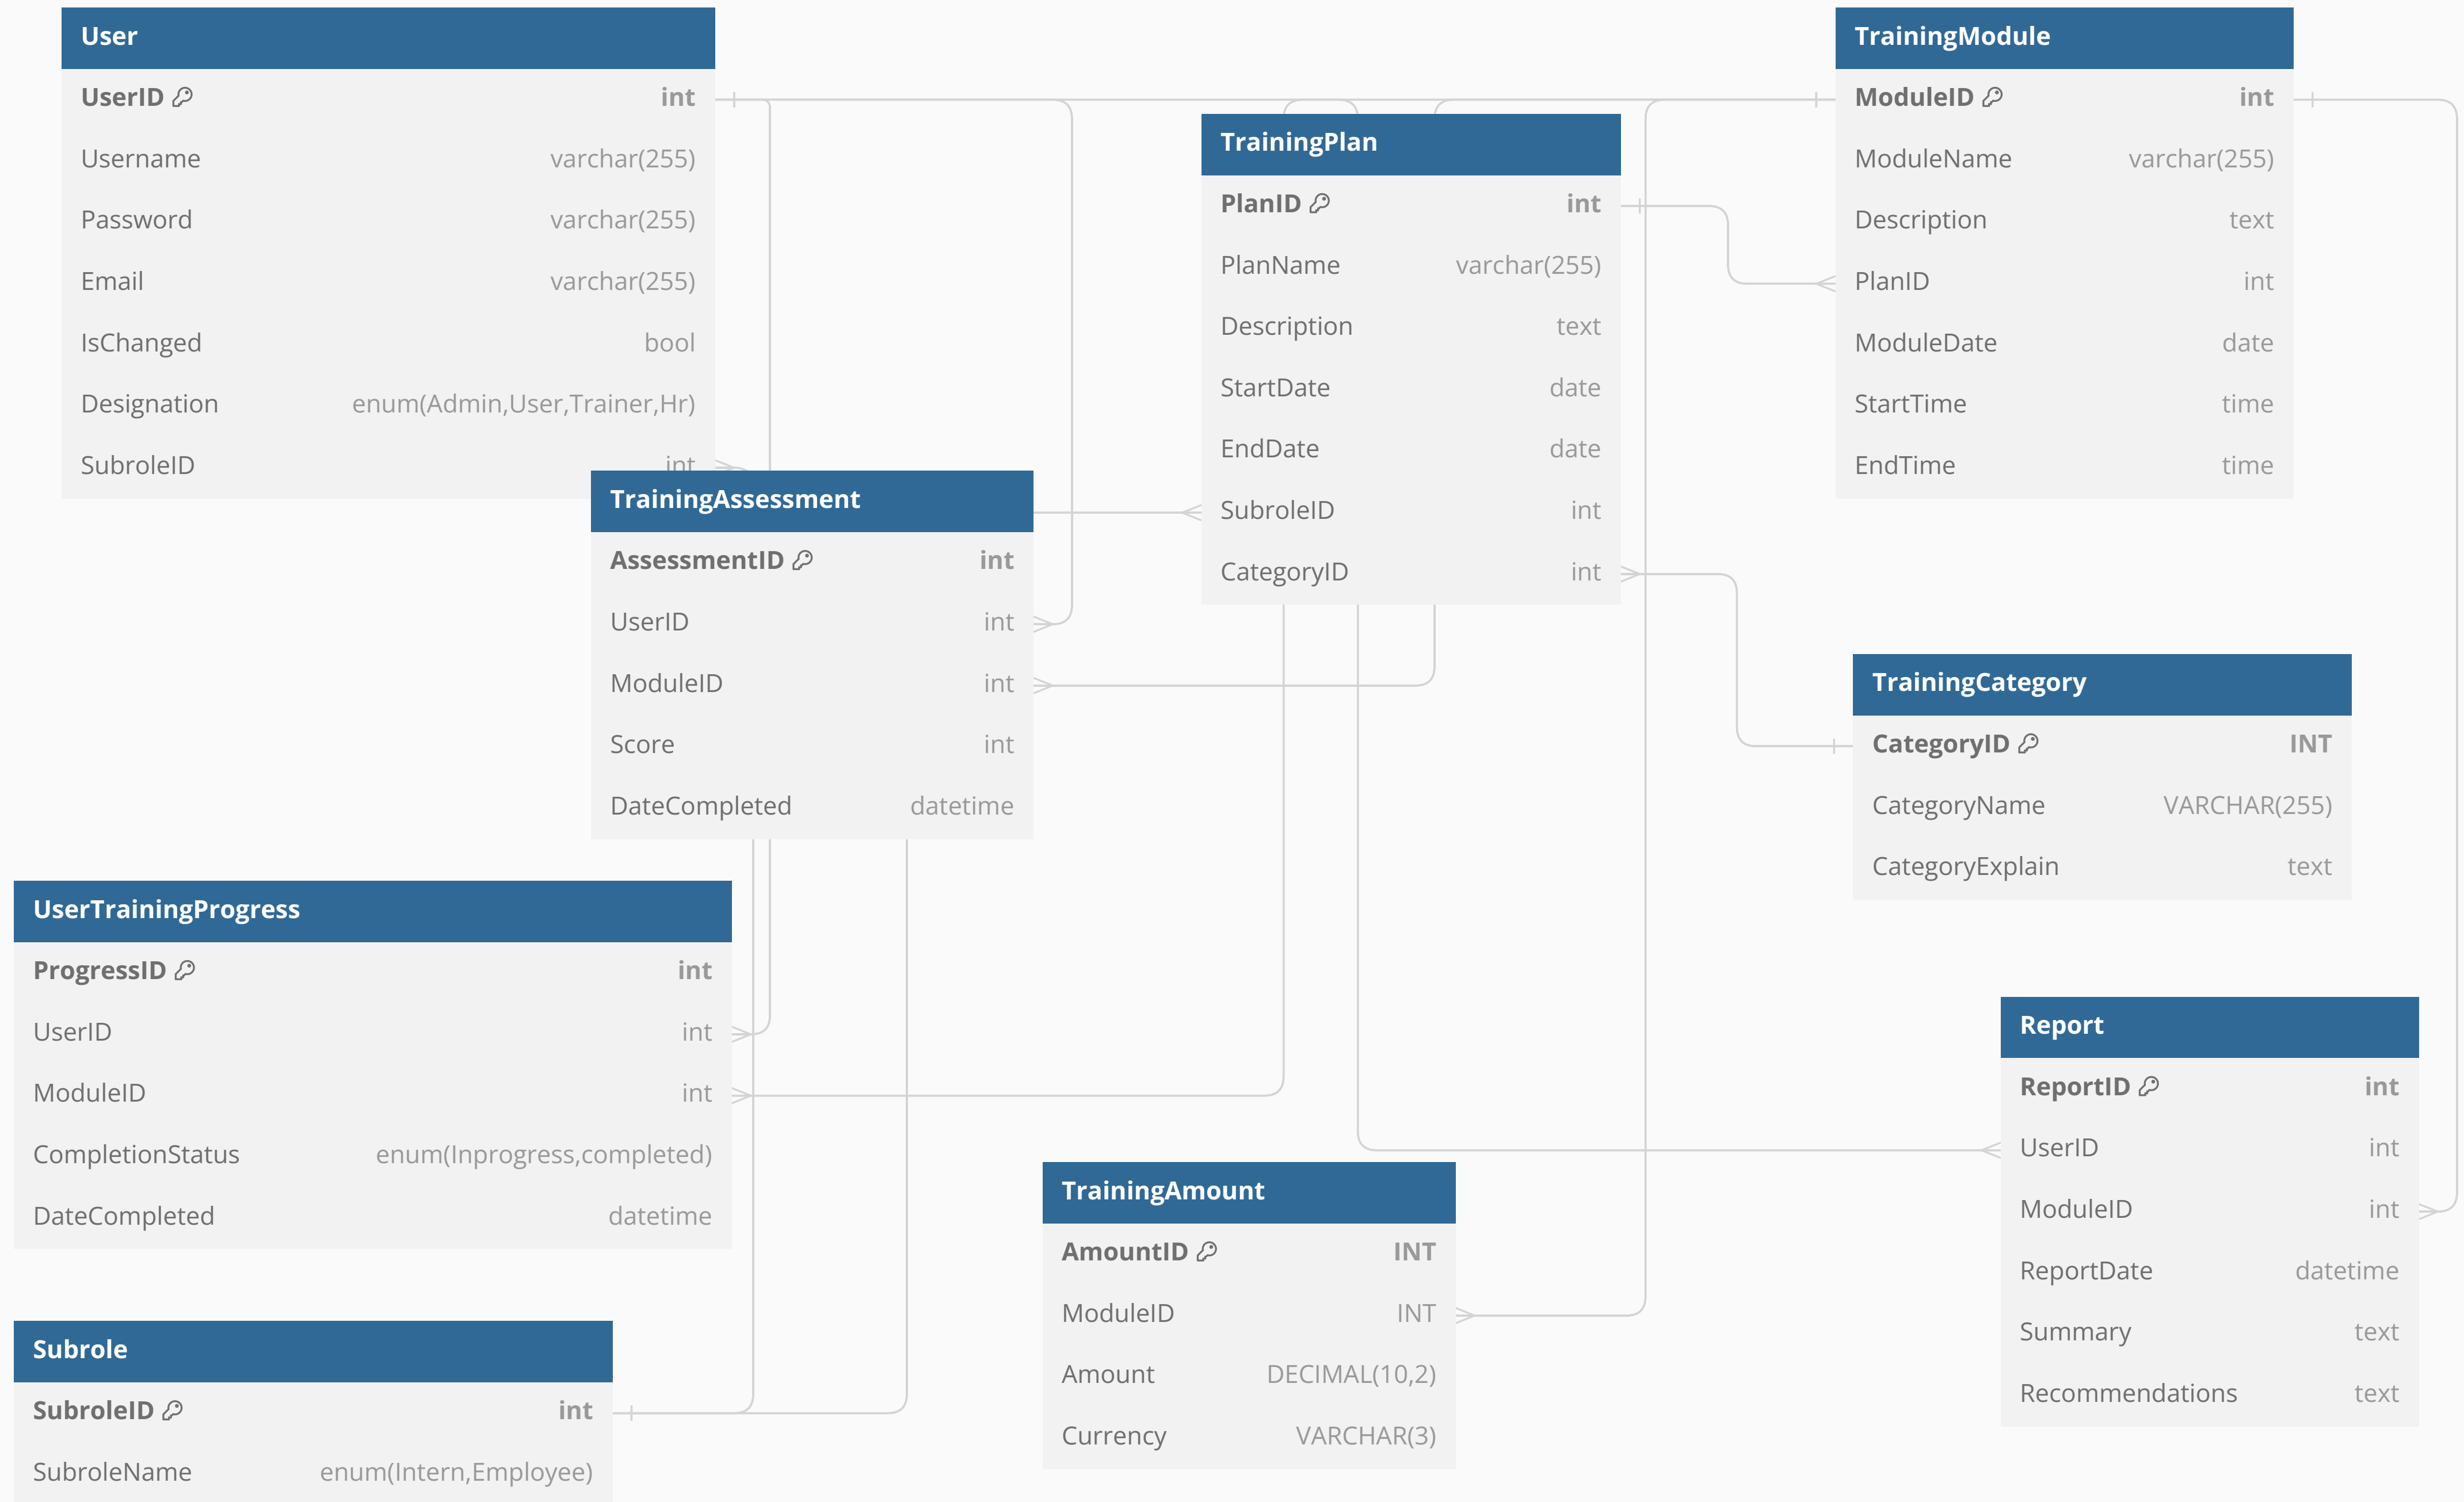 User
UserID int
Username varchar(255)
Password varchar(255)
Email varchar(255)
IsChanged bool
Designation enum(Admin,User,Trainer,Hr)
SubroleID int
TrainingAssessment
AssessmentID int
UserID int
ModuleID int
Score int
DateCompleted datetime
TrainingPlan
PlanID int
PlanName varchar(255)
Description text
StartDate date
EndDate date
SubroleID int
CategoryID int
TrainingModule
ModuleID int
ModuleName varchar(255)
Description text
PlanID int
ModuleDate date
StartTime time
EndTime time
TrainingCategory
CategoryID INT
CategoryName VARCHAR(255)
CategoryExplain text
UserTrainingProgress
ProgressID int
UserID int
ModuleID int
CompletionStatus enum(Inprogress,completed)
DateCompleted datetime
Subrole
SubroleID int
SubroleName enum(Intern,Employee)
TrainingAmount
AmountID INT
ModuleID INT
Amount DECIMAL(10,2)
Currency VARCHAR(3)
Report
ReportID int
UserID int
ModuleID int
ReportDate datetime
Summary text
Recommendations text